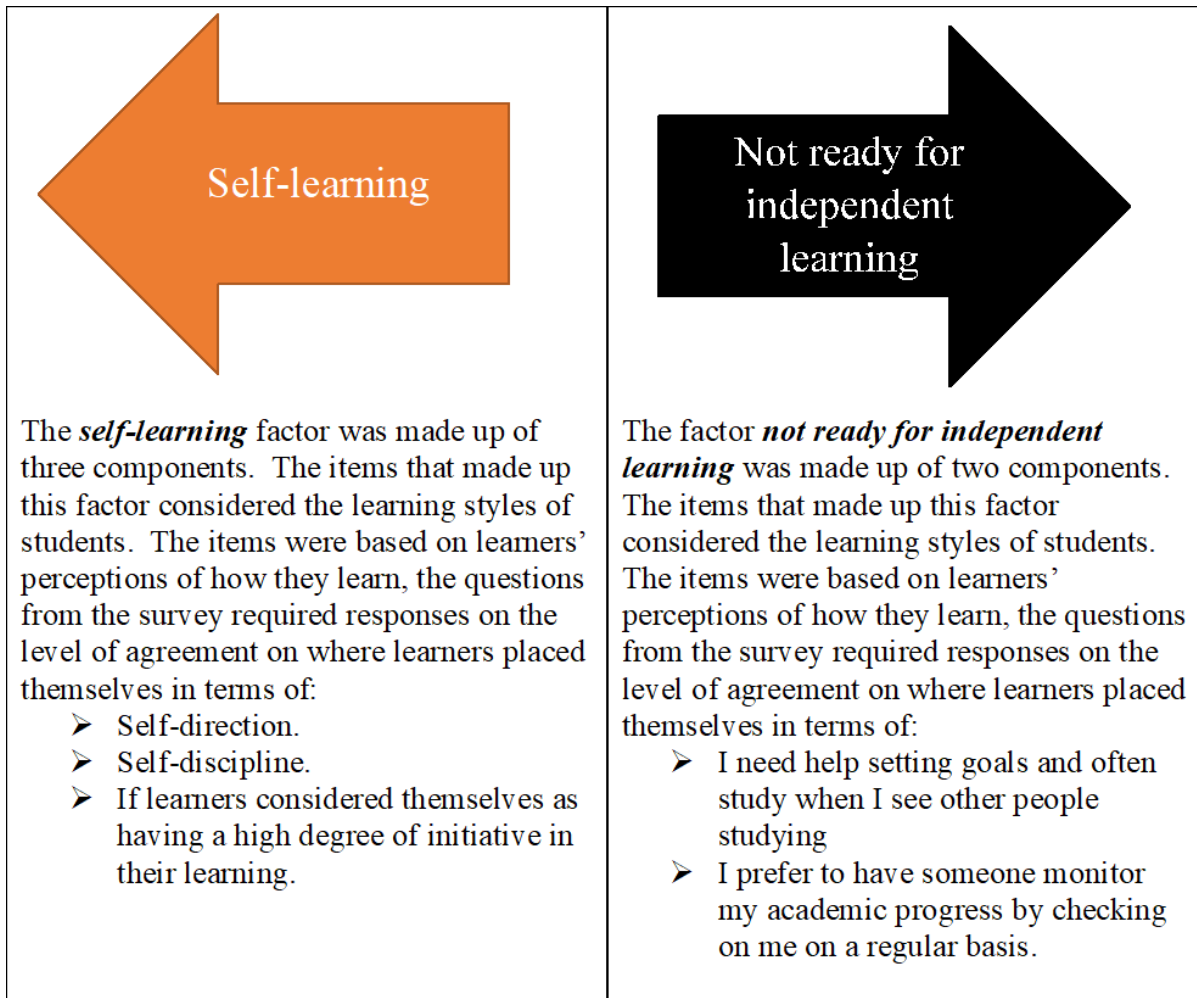 Self-learning
The self-learning factor was made up of
three components.  The items that made up
this factor considered the learning styles of
students.  The items were based on learners’
perceptions of how they learn, the questions
from the survey required responses on the
level of agreement on where learners placed
themselves in terms of:
➢ Self-direction.
➢ Self-discipline.
➢ If learners considered themselves as
having a high degree of initiative in
their learning.
Not ready for
independent
learning
The factor not ready for independent
learning was made up of two components.
The items that made up this factor
considered the learning styles of students.
The items were based on learners’
perceptions of how they learn, the questions
from the survey required responses on the
level of agreement on where learners placed
themselves in terms of:
➢ I need help setting goals and often
study when I see other people
studying
➢ I prefer to have someone monitor
my academic progress by checking
on me on a regular basis.